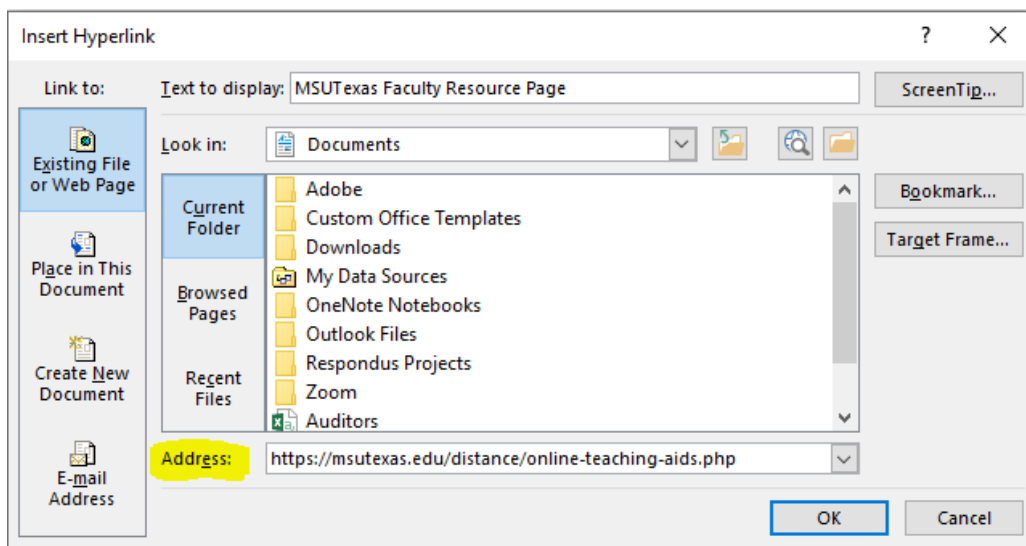 Insert Hyperlink
?
Link to:
Text to display: MSUTexas Faculty Resource Page
ScreenTip...
Existing File
or Web Page
Look in: Documents
Current
Folder
Adobe
Custom Office Templates
Downloads
My Data Sources
OneNote Notebooks
Outlook Files
Respondus Projects
Zoom
Auditors
Bookmark...
Target Frame...
Place in This
Document
Browsed
Pages
Create New
Document
Recent
Files
E-mail
Address
Address: https://msutexas.edu/distance/online-teaching-aids.php
OK
Cancel